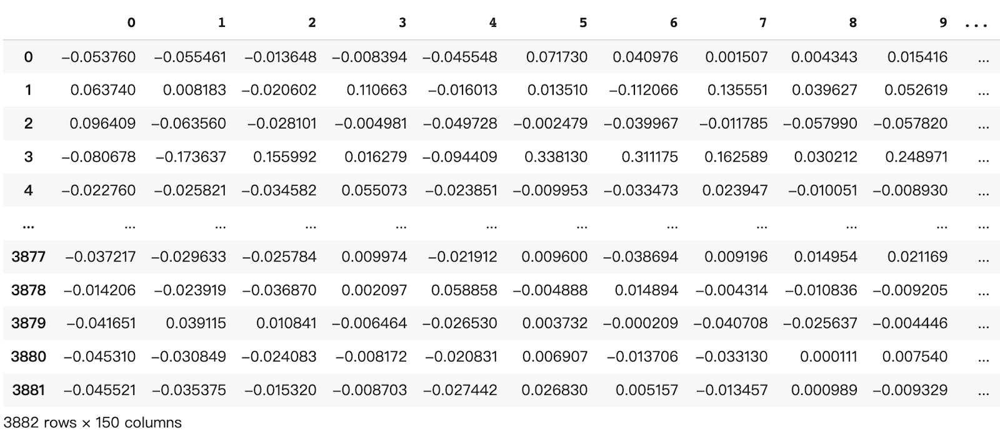 0 1 2 3 4 5 6 7 8 9 ...
0 −0.053760 −0.055461 −0.013648 −0.008394 −0.045548 0.071730 0.040976 0.001507 0.004343 0.015416 ...
1 0.063740 0.008183 −0.020602 0.110663 −0.016013 0.013510 −0.112066 0.135551 0.039627 0.052619 ...
2 0.096409 −0.063560 −0.028101 −0.004981 −0.049728 −0.002479 −0.039967 −0.011785 −0.057990 −0.057820 ...
3 −0.080678 −0.173637 0.155992 0.016279 −0.094409 0.338130 0.311175 0.162589 0.030212 0.248971 ...
4 −0.022760 −0.025821 −0.034582 0.055073 −0.023851 −0.009953 −0.033473 0.023947 −0.010051 −0.008930 ...
... ... ... ... ... ... ... ... ... ... ... ...
3877 −0.037217 −0.029633 −0.025784 0.009974 −0.021912 0.009600 −0.038694 0.009196 0.014954 0.021169 ...
3878 −0.014206 −0.023919 −0.036870 0.002097 0.058858 −0.004888 0.014894 −0.004314 −0.010836 −0.009205 ...
3879 −0.041651 0.039115 0.010841 −0.006464 −0.026530 0.003732 −0.000209 −0.040708 −0.025637 −0.004446 ...
3880 −0.045310 −0.030849 −0.024083 −0.008172 −0.020831 0.006907 −0.013706 −0.033130 0.000111 0.007540 ...
3881 −0.045521 −0.035375 −0.015320 −0.008703 −0.027442 0.026830 0.005157 −0.013457 0.000989 −0.009329 ...
3882 rows × 150 columns